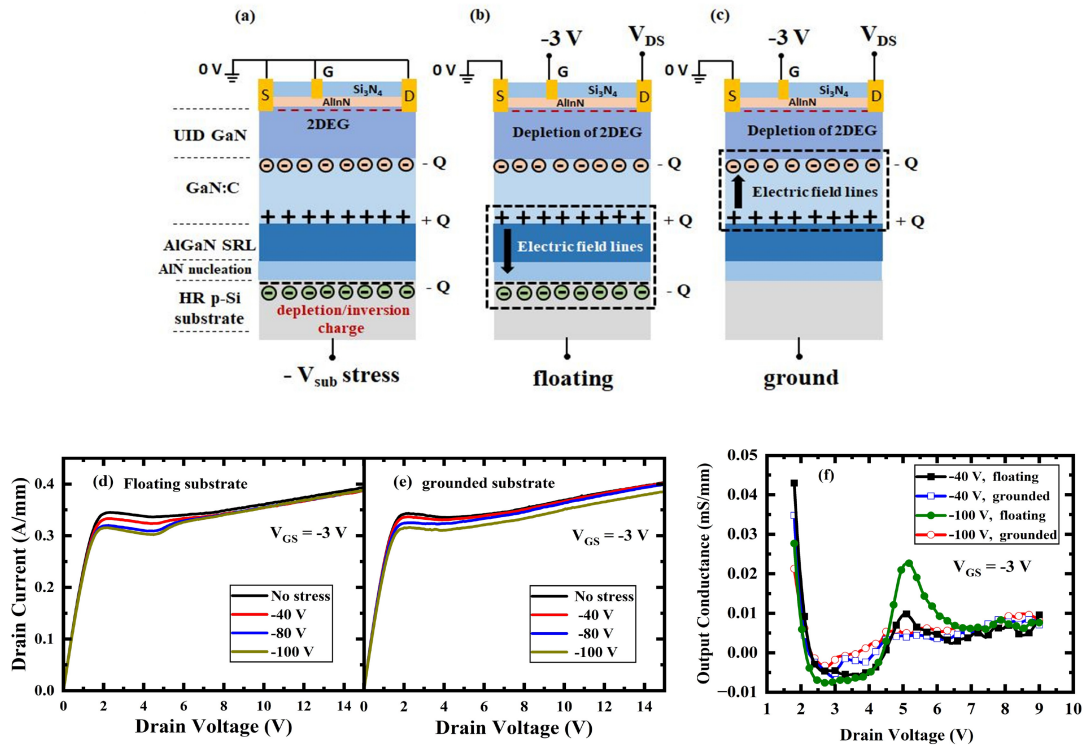 (a)
(b)
(c)
-3 V
V_DS
-3 V
V_DS
0 V
G
0 V
G
0 V
G
S
Si3N4
AlInN
D
S
Si3N4
AlInN
D
S
Si3N4
AlInN
D
UID GaN
2DEG
Depletion of 2DEG
Depletion of 2DEG
- Q
- Q
- Q
GaN:C
Electric field lines
+ Q
+ Q
+ Q
AlGaN SRL
Electric field lines
AlN nucleation
- Q
- Q
HR p-Si
substrate
depletion/inversion
charge
- Vsub stress
floating
ground
Drain Current (A/mm)
0.4
0.3
0.2
0.1
0.0
(d) Floating substrate
VGS = -3 V
No stress
-40 V
-80 V
-100 V
0 2 4 6 8 10 12 14
Drain Voltage (V)
(e) grounded substrate
VGS = -3 V
No stress
-40 V
-80 V
-100 V
0 2 4 6 8 10 12 14
Drain Voltage (V)
Output Conductance (mS/mm)
0.05
0.04
0.03
0.02
0.01
0.00
−0.01
(f)
-40 V, floating
-40 V, grounded
-100 V, floating
-100 V, grounded
VGS = -3 V
1 2 3 4 5 6 7 8 9 10
Drain Voltage (V)